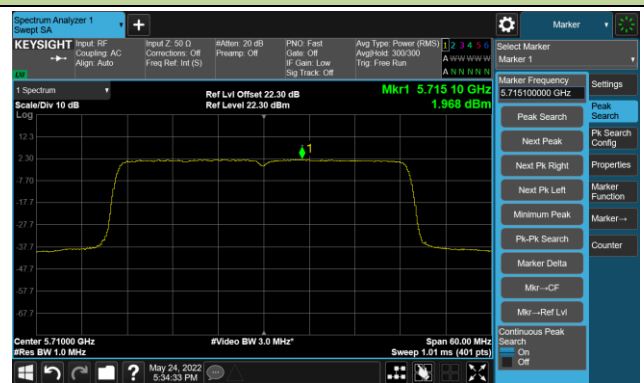 Spectrum Analyzer 1
Swept SA
+
Marker
KEYSIGHT
Input: RF
Coupling: AC
Align: Auto
Input Z: 50 Ω
Corrections: Off
Freq Ref: Int (S)
#Atten: 20 dB
Preamp: Off
PNO: Fast
Gate: Off
IF Gain: Low
Sig Track: Off
Avg Type: Power (RMS)
Avg|Hold: 300/300
Trig: Free Run
1 2 3 4 5 6
A W W W W W
A N N N N N
LXI
Select Marker
Marker 1
1 Spectrum
Scale/Div 10 dB
Log
Ref Lvl Offset 22.30 dB
Ref Level 22.30 dBm
Mkr1 5.715 10 GHz
1.968 dBm
1
12.3
2.30
-7.70
-17.7
-27.7
-37.7
-47.7
-57.7
-67.7
Center 5.71000 GHz
#Res BW 1.0 MHz
#Video BW 3.0 MHz*
Span 60.00 MHz
Sweep 1.01 ms (401 pts)
Marker Frequency
5.715100000 GHz
Peak Search
Next Peak
Next Pk Right
Next Pk Left
Minimum Peak
Pk-Pk Search
Marker Delta
Mkr→CF
Mkr→Ref Lvl
Continuous Peak
Search
On
Off
Settings
Peak
Search
Pk Search
Config
Properties
Marker
Function
Marker→
Counter
?
May 24, 2022
5:34:33 PM